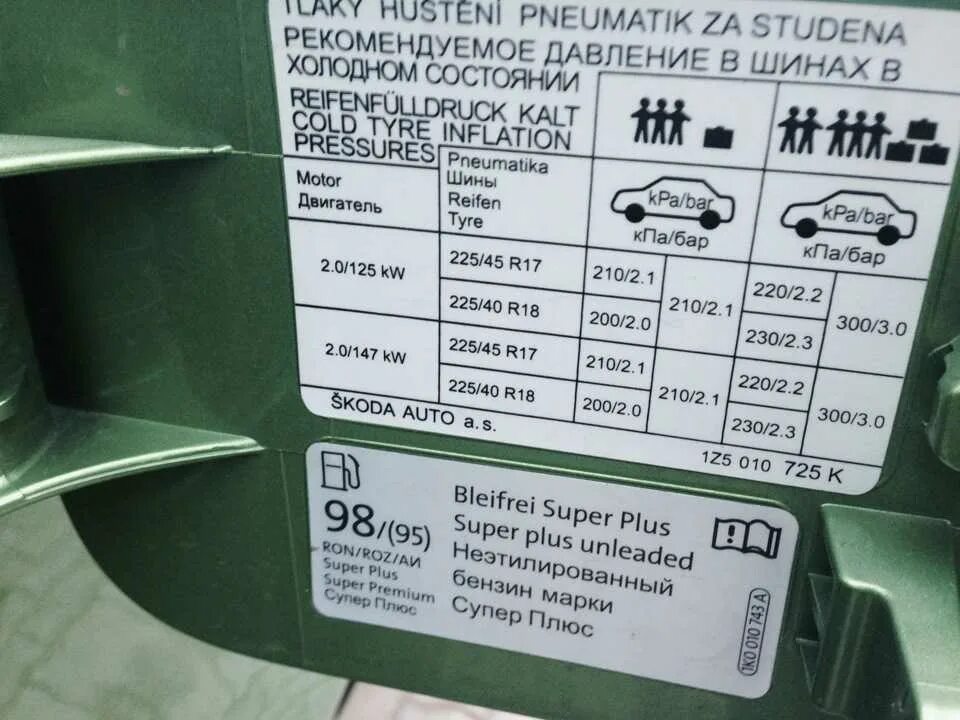 TLAKY HUŠTĚNÍ PNEUMATIK ZA STUDENA
РЕКОМЕНДУЕМОЕ ДАВЛЕНИЕ В ШИНАХ В
ХОЛОДНОМ СОСТОЯНИИ
REIFENFÜLLDRUCK KALT
COLD TYRE INFLATION
PRESSURES
Motor
Двигатель
Pneumatika
Шины
Reifen
Tyre
kPa/bar
кПа/бар
kPa/bar
кПа/бар
2.0/125 kW
225/45 R17
210/2.1
210/2.1
220/2.2
300/3.0
225/40 R18
200/2.0
230/2.3
2.0/147 kW
225/45 R17
210/2.1
210/2.1
220/2.2
300/3.0
225/40 R18
200/2.0
230/2.3
ŠKODA AUTO a.s.
1Z5 010 725 K
98/(95)
RON/ROZ/АИ
Super Plus
Super Premium
Супер Плюс
Bleifrei Super Plus
Super plus unleaded
Неэтилированный
бензин марки
Супер Плюс
1K0 010 743 A